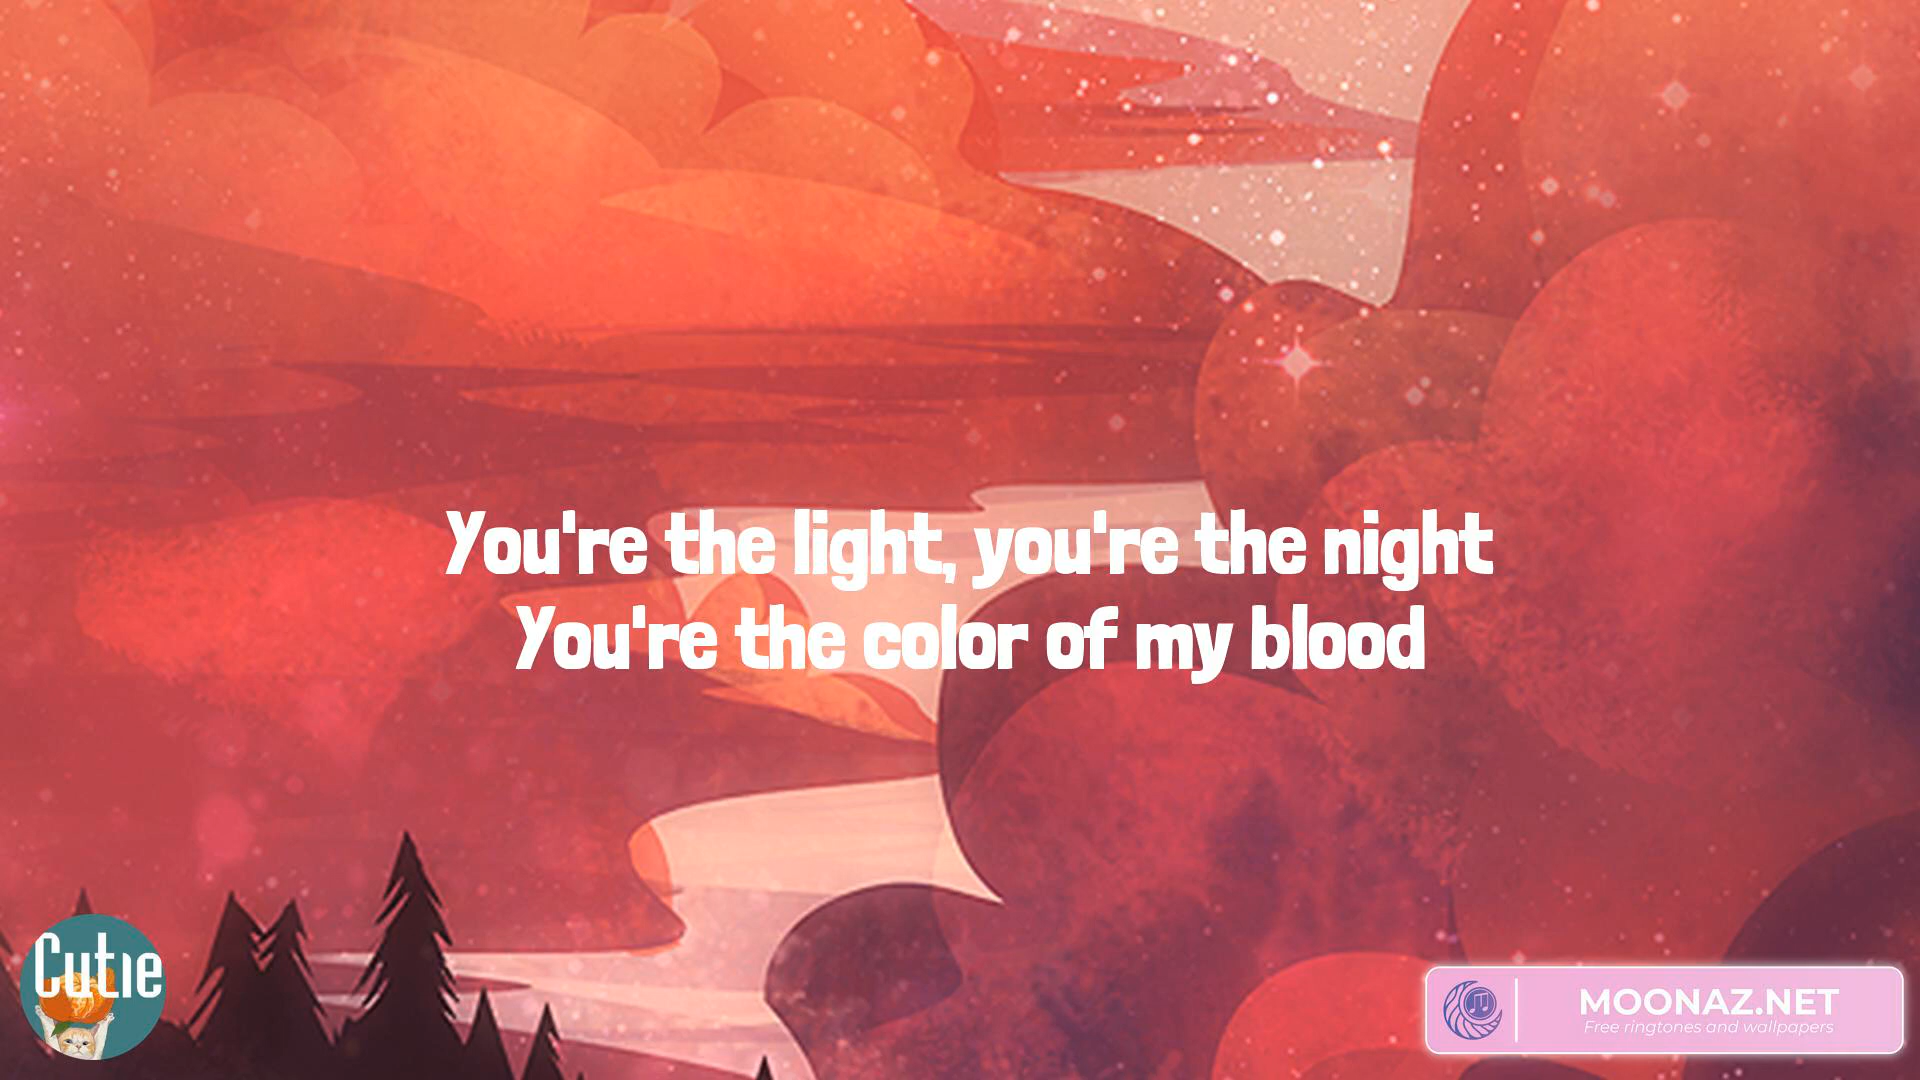 You're the light, you're the night
You're the color of my blood
Cutie
MOONAZ.NET
Free ringtones and wallpapers